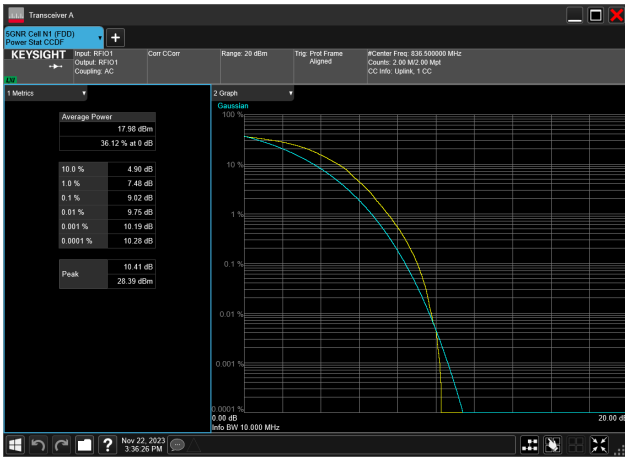 Transceiver A
5GNR Cell N1 (FDD)
Power Stat CCDF
KEYSIGHT
LXI
Input: RFIO1
Output: RFIO1
Coupling: AC
Corr CCorr
Range: 20 dBm
Trig: Prot Frame
Aligned
#Center Freq: 836.500000 MHz
Counts: 2.00 M/2.00 Mpt
CC Info: Uplink, 1 CC
1 Metrics
Average Power
17.98 dBm
36.12 % at 0 dB
10.0 % 4.90 dB
1.0 % 7.48 dB
0.1 % 9.02 dB
0.01 % 9.75 dB
0.001 % 10.19 dB
0.0001 % 10.28 dB
Peak
10.41 dB
28.39 dBm
2 Graph
Gaussian
100 %
10 %
1 %
0.1 %
0.01 %
0.001 %
0.0001 %
0.00 dB
20.00 dB
Info BW 10.000 MHz
?
Nov 22, 2023
3:36:26 PM